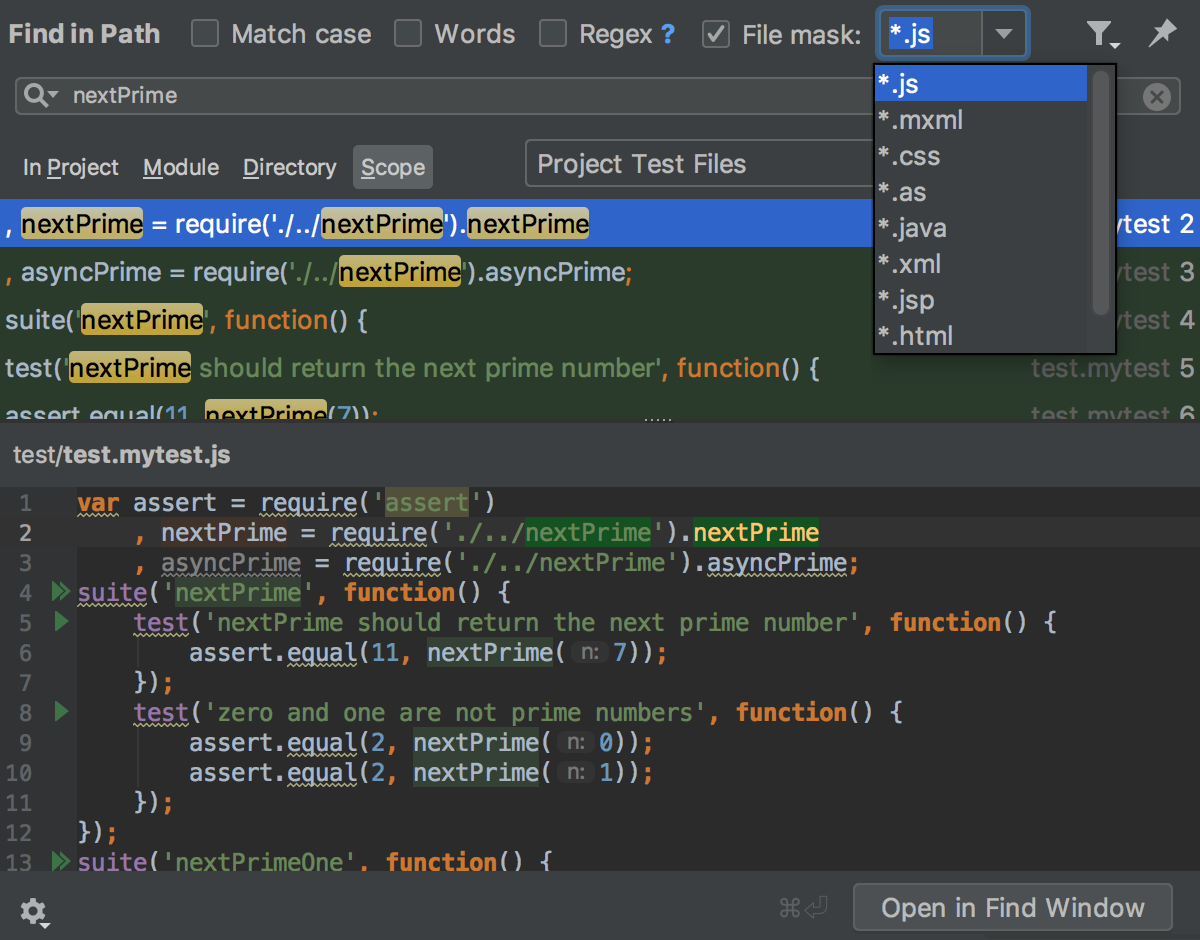 Find in Path Match case Words Regex ? File mask: *.js
nextPrime
*.js
*.mxml
*.css
*.as
*.java
*.xml
*.jsp
*.html
In Project Module Directory Scope Project Test Files
, nextPrime = require('./../nextPrime').nextPrime ytest 2
, asyncPrime = require('./../nextPrime').asyncPrime; ytest 3
suite('nextPrime', function() { ytest 4
test('nextPrime should return the next prime number', function() { test.mytest 5
assert.equal(11, nextPrime(7)); test.mytest 6
test/test.mytest.js
1 var assert = require('assert')
2 , nextPrime = require('./../nextPrime').nextPrime
3 , asyncPrime = require('./../nextPrime').asyncPrime;
4 suite('nextPrime', function() {
5 test('nextPrime should return the next prime number', function() {
6 assert.equal(11, nextPrime( n: 7));
7 });
8 test('zero and one are not prime numbers', function() {
9 assert.equal(2, nextPrime( n: 0));
10 assert.equal(2, nextPrime( n: 1));
11 });
12 });
13 suite('nextPrimeOne', function() {
⌘⏎ Open in Find Window